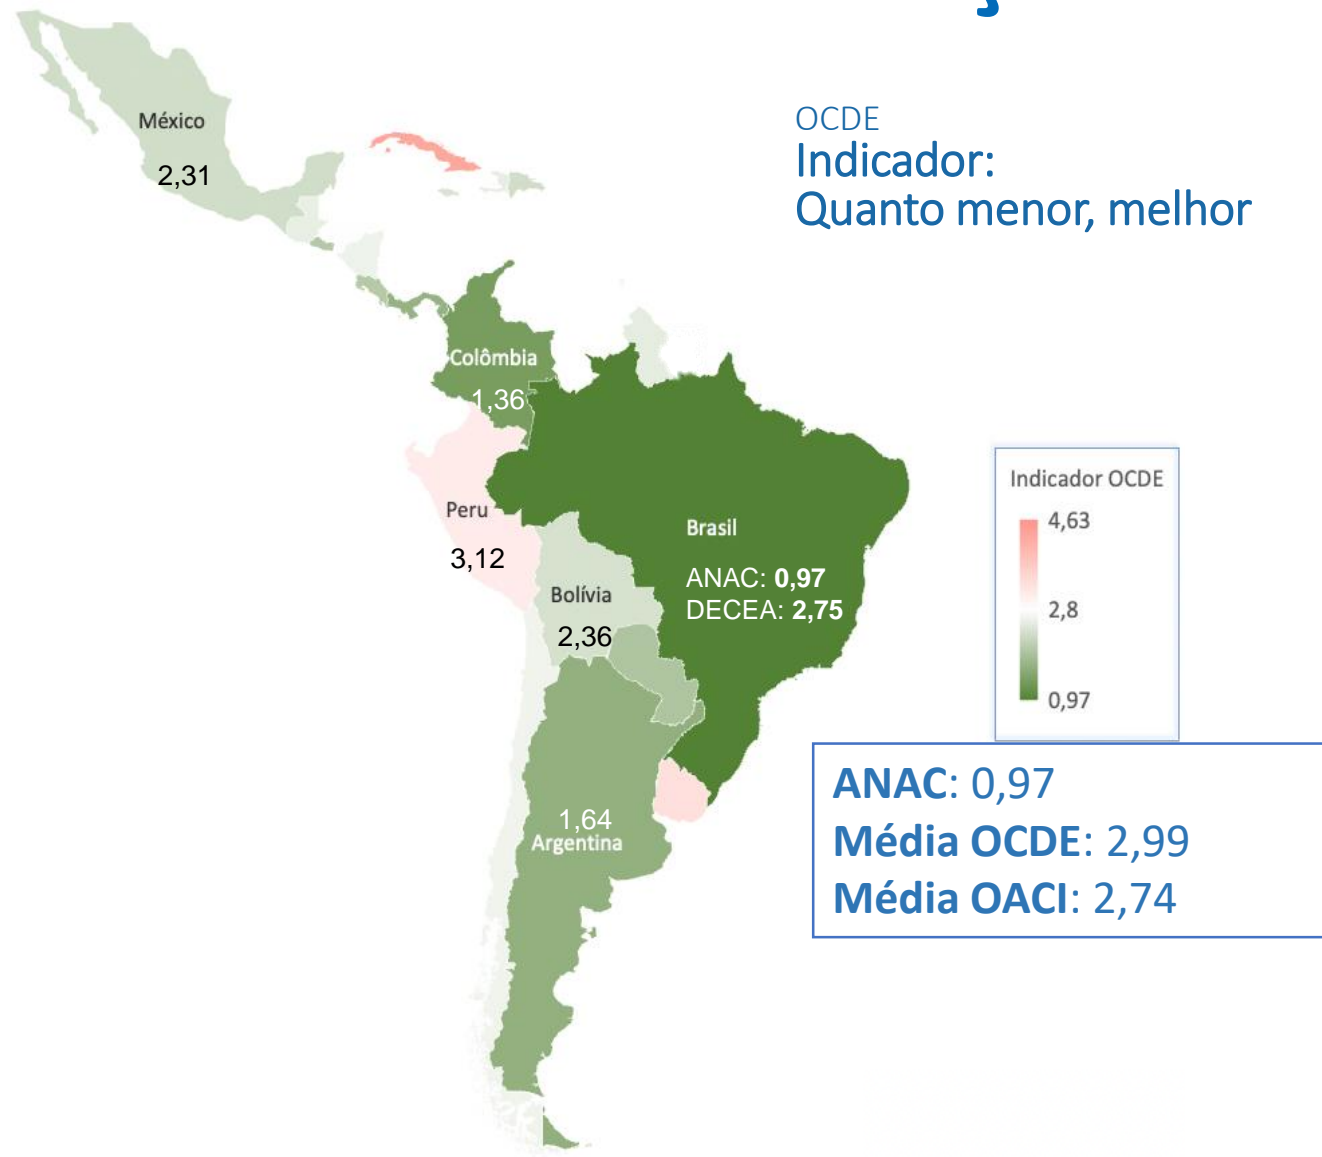 OCDE
Indicador:
Quanto menor, melhor
México
2,31
Colômbia
1,36
Peru
3,12
Bolívia
2,36
Brasil
ANAC: 0,97
DECEA: 2,75
1,64
Argentina
Indicador OCDE
4,63
2,8
0,97
ANAC: 0,97
Média OCDE: 2,99
Média OACI: 2,74